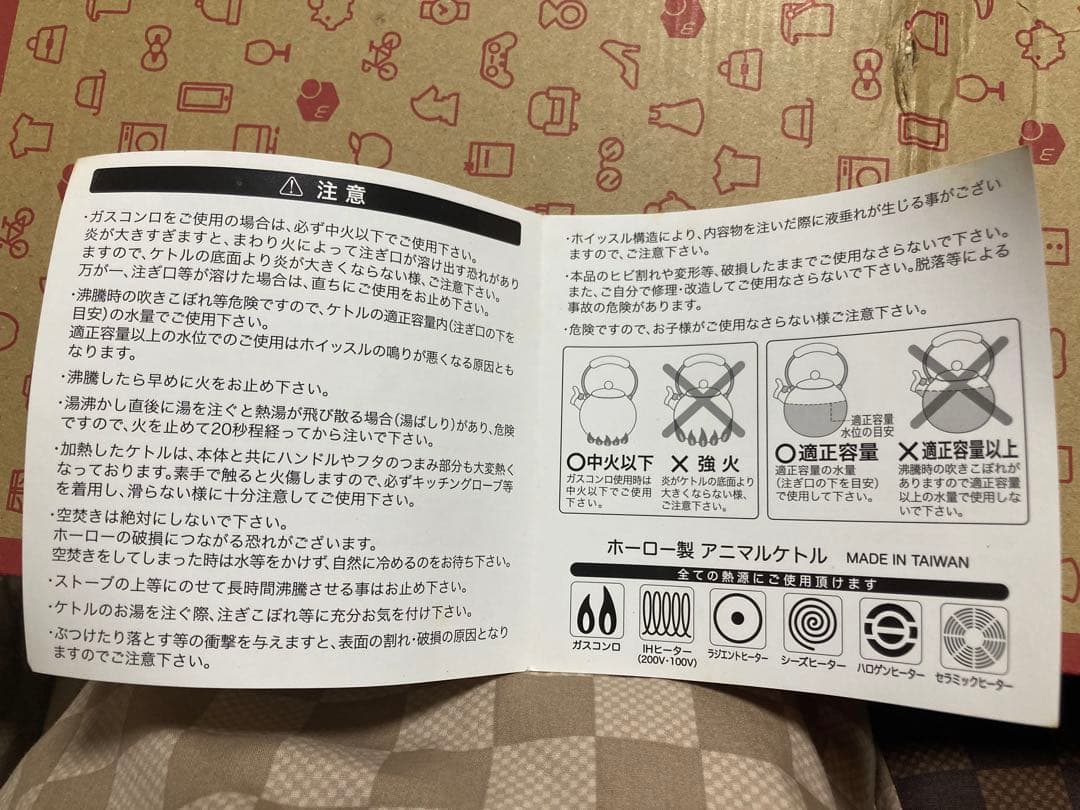 注意
・ガスコンロをご使用の場合は、必ず中火以下でご使用下さい。
炎が大きすぎますと、まわり火によって注ぎ口が溶け出す恐れがあり
ますので、ケトルの底面より炎が大きくならない様、ご注意下さい。
万が一、注ぎ口等が溶けた場合は、直ちにご使用をお止め下さい。
・沸騰時の吹きこぼれ等危険ですので、ケトルの適正容量内(注ぎ口の下を
目安)の水量でご使用下さい。
適正容量以上の水位でのご使用はホイッスルの鳴りが悪くなる原因とも
なります。
・沸騰したら早めに火をお止め下さい。
・湯沸かし直後に湯を注ぐと熱湯が飛び散る場合(湯ばしり)があり、危険
ですので、火を止めて20秒程経ってから注いで下さい。
・加熱したケトルは、本体と共にハンドルやフタのつまみ部分も大変熱く
なっております。素手で触ると火傷しますので、必ずキッチングローブ等
を着用し、滑らない様に十分注意してご使用下さい。
・空焚きは絶対にしないで下さい。
ホーローの破損につながる恐れがございます。
空焚きをしてしまった時は水等をかけず、自然に冷めるのをお待ち下さい。
・ストーブの上等にのせて長時間沸騰させる事はお止め下さい。
・ケトルのお湯を注ぐ際、注ぎこぼれ等に充分お気を付け下さい。
・ぶつけたり落とす等の衝撃を与えますと、表面の割れ・破損の原因となり
ますのでご注意下さい。
・ホイッスル構造により、内容物を注いだ際に液垂れが生じる事がござい
ますので、ご注意下さい。
・本品のヒビ割れや変形等、破損したままでご使用なさらないで下さい。
また、ご自分で修理・改造してご使用なさらないで下さい。脱落等による
事故の危険があります。
・危険ですので、お子様がご使用なさらない様ご注意下さい。
○中火以下
ガスコンロ使用時は
中火以下でご使用
下さい。
×強火
炎がケトルの底面より
大きくならない様、
ご注意下さい。
適正容量
水位の目安
○適正容量
適正容量の水量
(注ぎ口の下を目安)
で使用して下さい。
×適正容量以上
沸騰時の吹きこぼれが
ありますので適正容量
以上の水量で使用しな
いで下さい。
ホーロー製 アニマルケトル MADE IN TAIWAN
全ての熱源にご使用頂けます
ガスコンロ
IHヒーター
(200V・100V)
ラジエントヒーター
シーズヒーター
ハロゲンヒーター
セラミックヒーター